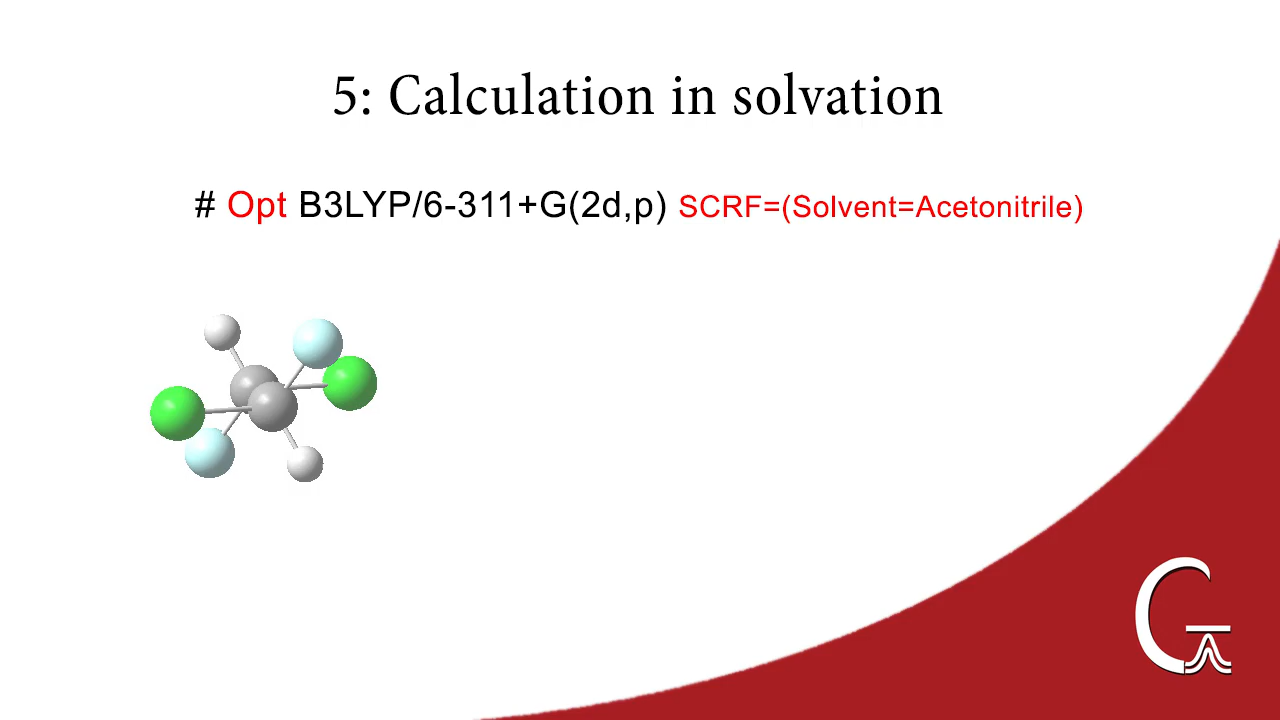 5: Calculation in solvation
# Opt B3LYP/6-311+G(2d,p) SCRF=(Solvent=Acetonitrile)
G